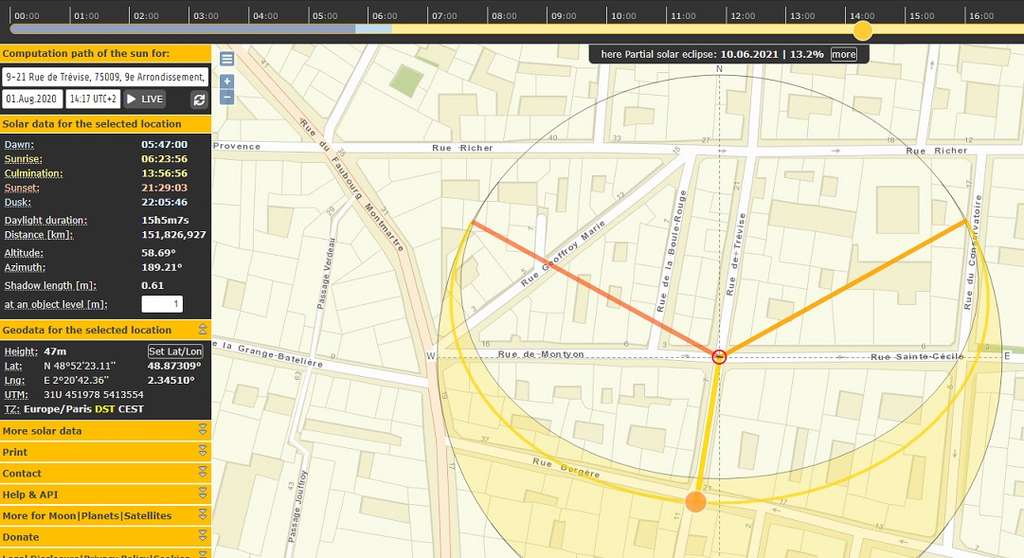 00:00 01:00 02:00 03:00 04:00 05:00 06:00 07:00 08:00 09:00 10:00 11:00 12:00 13:00 14:00 15:00 16:00
Computation path of the sun for:
9-21 Rue de Trévise, 75009, 9e Arrondissement,
01.Aug.2020 14:17 UTC+2 LIVE
Solar data for the selected location
Dawn: 05:47:00
Sunrise: 06:23:56
Culmination: 13:56:56
Sunset: 21:29:03
Dusk: 22:05:46
Daylight duration: 15h5m7s
Distance [km]: 151,826,927
Altitude: 58.69°
Azimuth: 189.21°
Shadow length [m]: 0.61
at an object level [m]: 1
Geodata for the selected location
Height: 47m Set Lat/Lon
Lat: N 48°52'23.11'' 48.87309°
Lng: E 2°20'42.36'' 2.34510°
UTM: 31U 451978 5413554
TZ: Europe/Paris DST CEST
More solar data
Print
Contact
Help & API
More for Moon|Planets|Satellites
Donate
Legal Disclosure|Privacy Policy|Cookies
here Partial solar eclipse: 10.06.2021 | 13.2% more
+
−
N
W
E
Provence
Rue Richer
Rue Richer
Rue du Faubourg Montmartre
Rue Geoffroy Marie
Rue de la Boule-Rouge
Rue de Trévise
Rue du Conservatoire
Passage Verdeau
e la Grange-Batelière
Rue de Montyon
Rue Sainte-Cécile
Rue Bergère
Passage Jouffroy